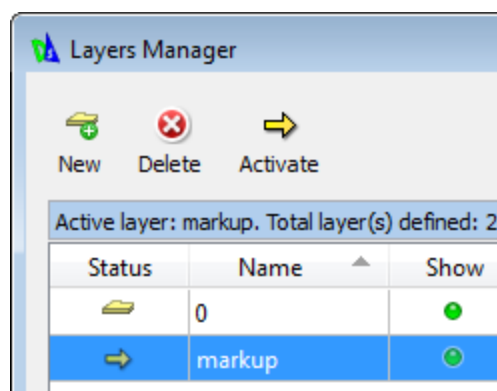 Layers Manager
New Delete Activate
Active layer: markup. Total layer(s) defined: 2
Status Name Show
0
markup